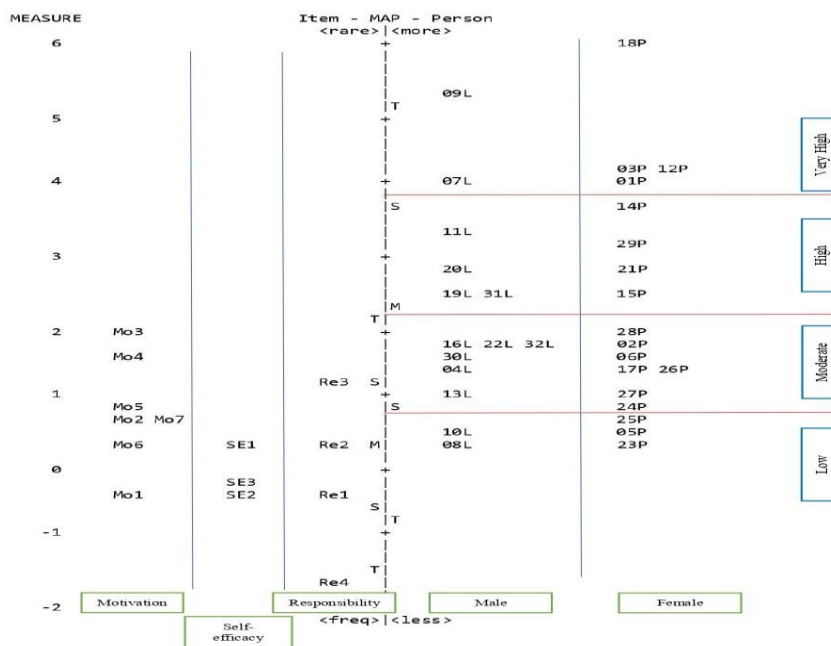 MEASURE Item - MAP - Person
<rare>|<more>
6 18P
09L
T
5
Very High
03P 12P
4 07L 01P
S 14P
11L
29P
High
3
20L 21P
19L 31L 15P
M
T
2 Mo3 28P
16L 22L 32L 02P
Mo4 30L 06P
Moderate
04L 17P 26P
Re3 S
1 13L 27P
Mo5 S 24P
Mo2 Mo7 25P
10L 05P
Mo6 SE1 Re2 M 08L 23P
Low
0
SE3
Mo1 SE2 Re1
S
T
-1
T
Re4
-2 Motivation Responsibility Male Female
<freq>|<less>
Self-
efficacy